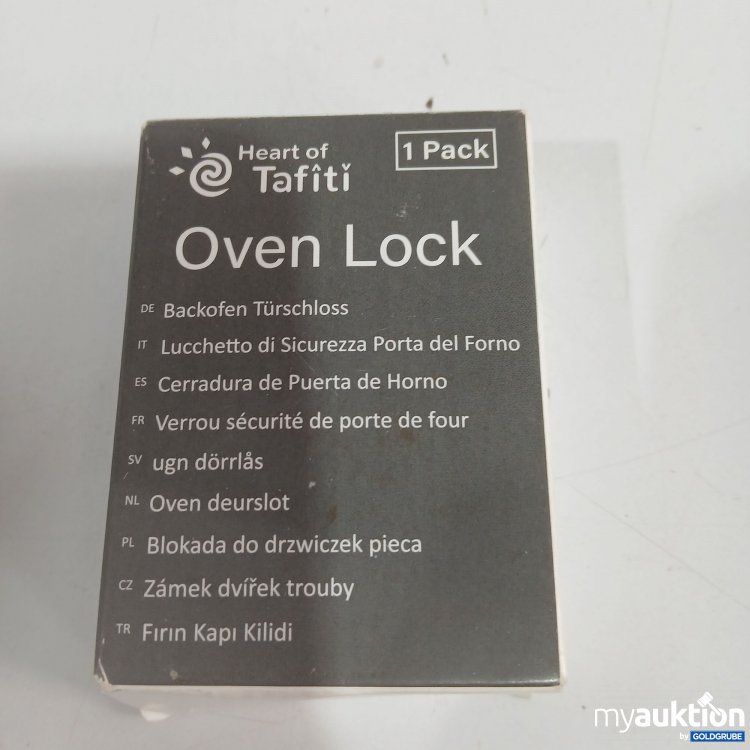 Heart of
Tafîtĭ
1 Pack
Oven Lock
DE Backofen Türschloss
IT Lucchetto di Sicurezza Porta del Forno
ES Cerradura de Puerta de Horno
FR Verrou sécurité de porte de four
SV ugn dörrlås
NL Oven deurslot
PL Blokada do drzwiczek pieca
CZ Zámek dvířek trouby
TR Fırın Kapı Kilidi
myauktion
by GOLDGRUBE